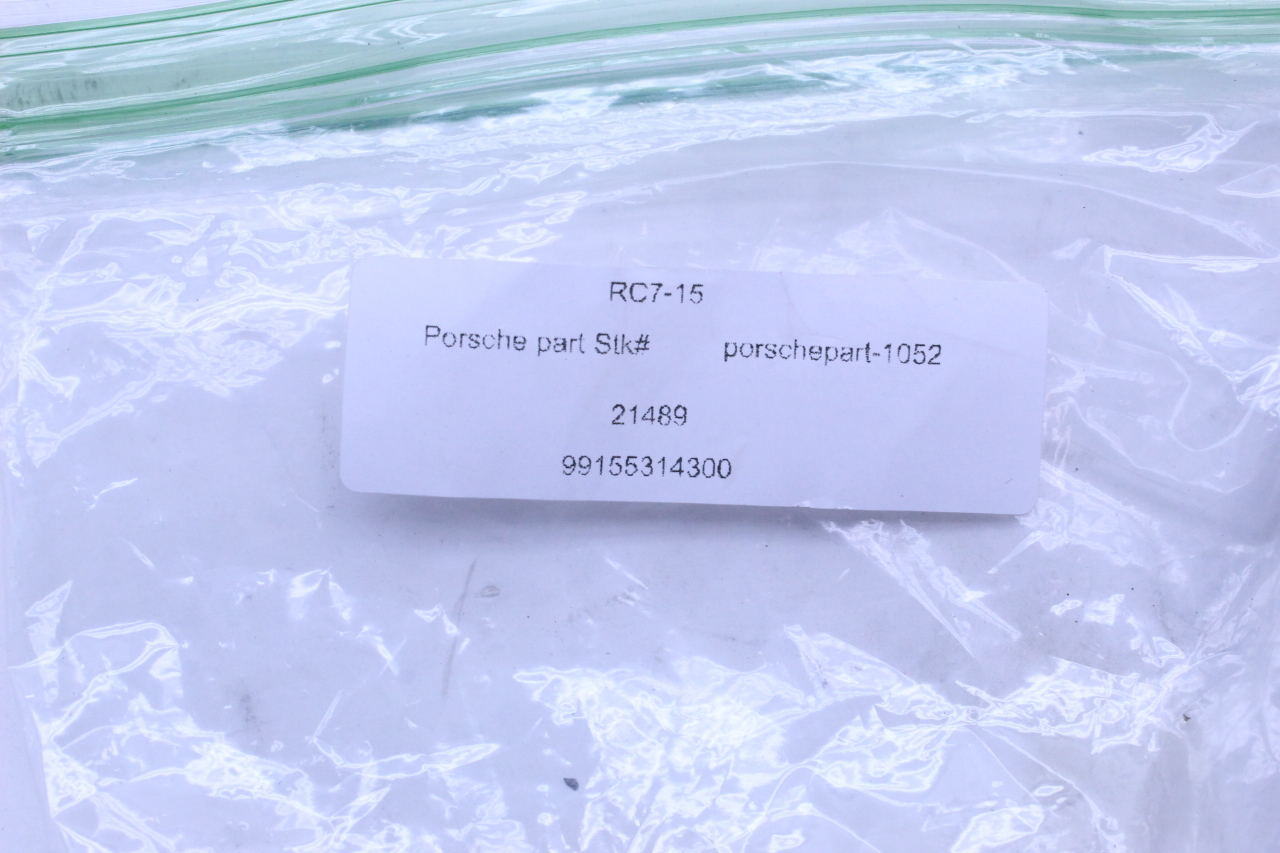 RC7-15
Porsche part Stk# porschepart-1052
21489
99155314300